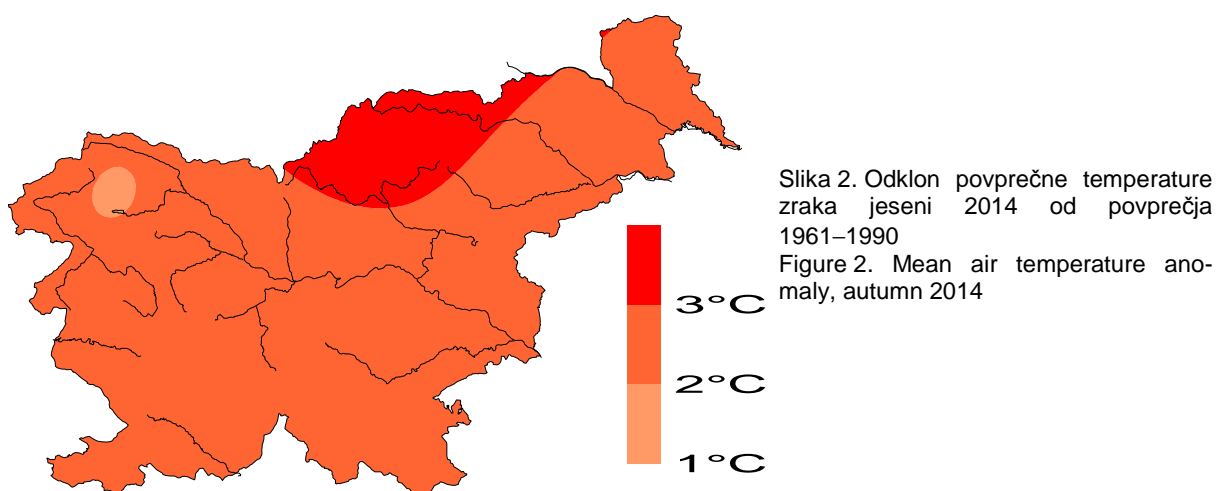 Slika 2. Odklon povprečne temperature
zraka jeseni 2014 od povprečja
1961–1990
Figure 2. Mean air temperature ano-
maly, autumn 2014
3°C
2°C
1°C